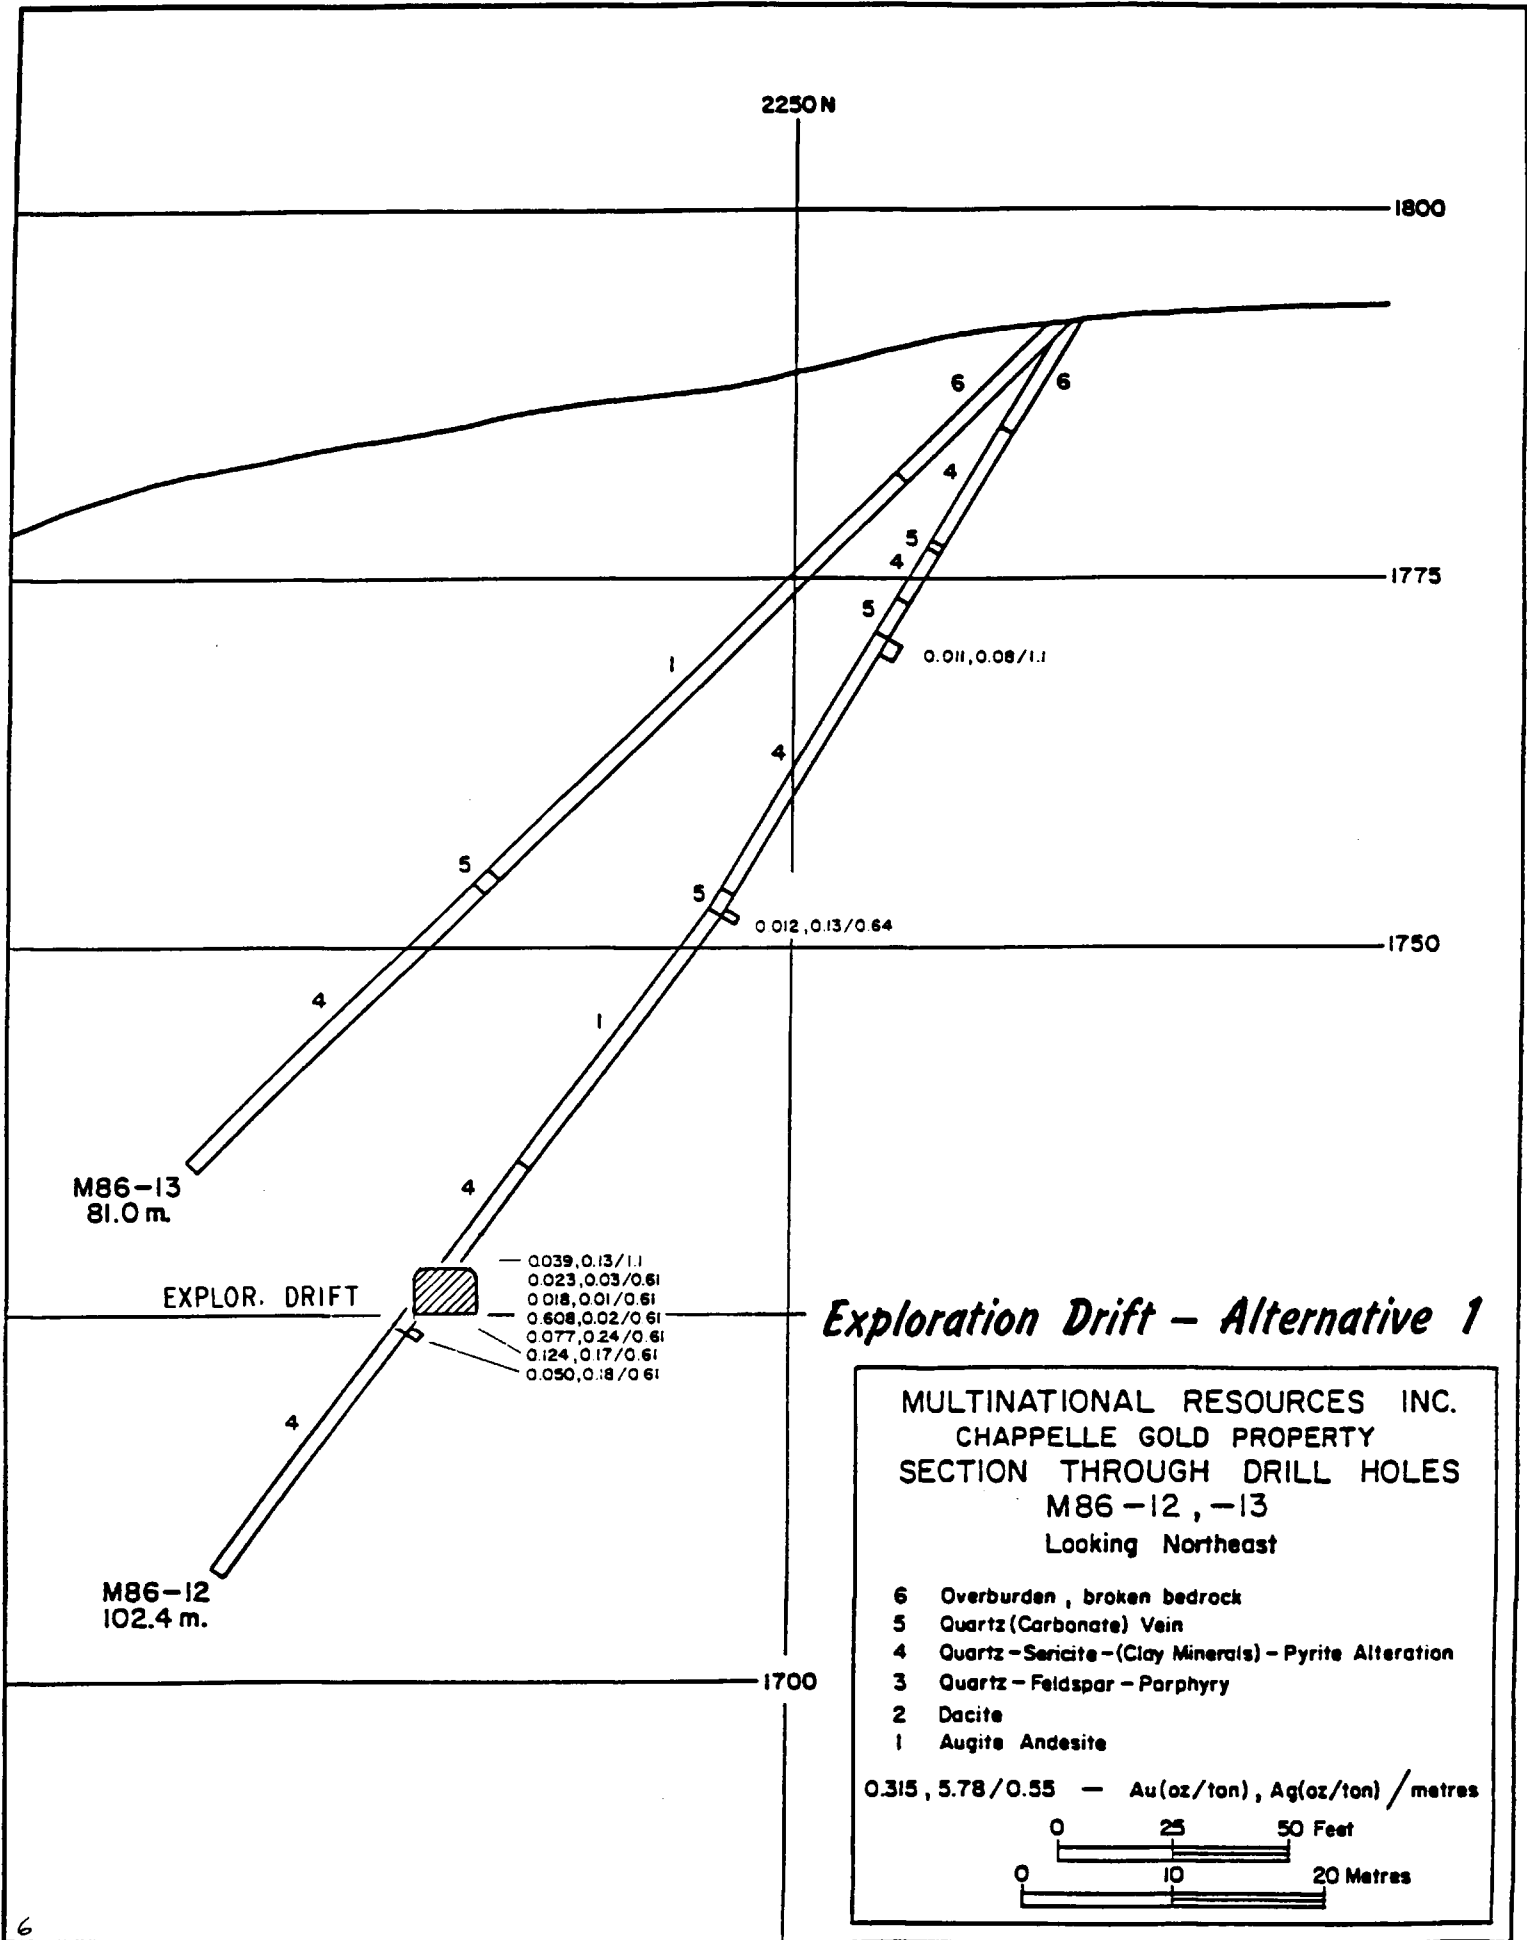 2250N
1800
6
6
4
5
4
1775
5
0.011,0.08/1.1
1
4
5
5
0.012,0.13/0.64
1750
4
1
M86-13
81.0 m.
4
0.039,0.13/1.1
0.023,0.03/0.61
EXPLOR. DRIFT
0.018,0.01/0.61
0.608,0.02/0.61
Exploration Drift - Alternative 1
0.077,0.24/0.61
0.124,0.17/0.61
0.050,0.18/0.61
4
M86-12
102.4 m.
1700
MULTINATIONAL RESOURCES INC.
CHAPPELLE GOLD PROPERTY
SECTION THROUGH DRILL HOLES
M86-12, -13
Looking Northeast
6 Overburden, broken bedrock
5 Quartz (Carbonate) Vein
4 Quartz-Sericite-(Clay Minerals)-Pyrite Alteration
3 Quartz-Feldspar-Porphyry
2 Dacite
1 Augite Andesite
0.315, 5.78/0.55 — Au(oz/ton), Ag(oz/ton)/metres
0 25 50 Feet
0 10 20 Metres
6